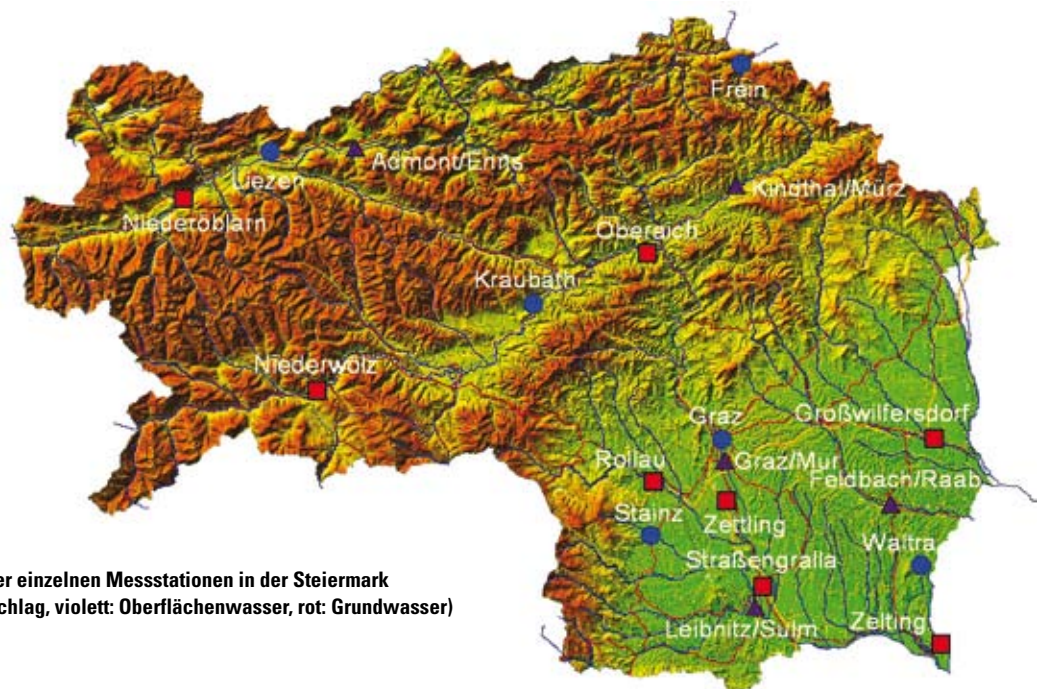 Frein
Admont/Enns
Liezen
Kindthal/Mürz
Niederöblarn
Oberaich
Kraubath
Niederwölz
Graz
Großwilfersdorf
Rollau
Graz/Mur
Feldbach/Raab
Zettling
Stainz
Waltra
Straßengralla
Leibnitz/Sulm
Zelting
er einzelnen Messstationen in der Steiermark
chlag, violett: Oberflächenwasser, rot: Grundwasser)